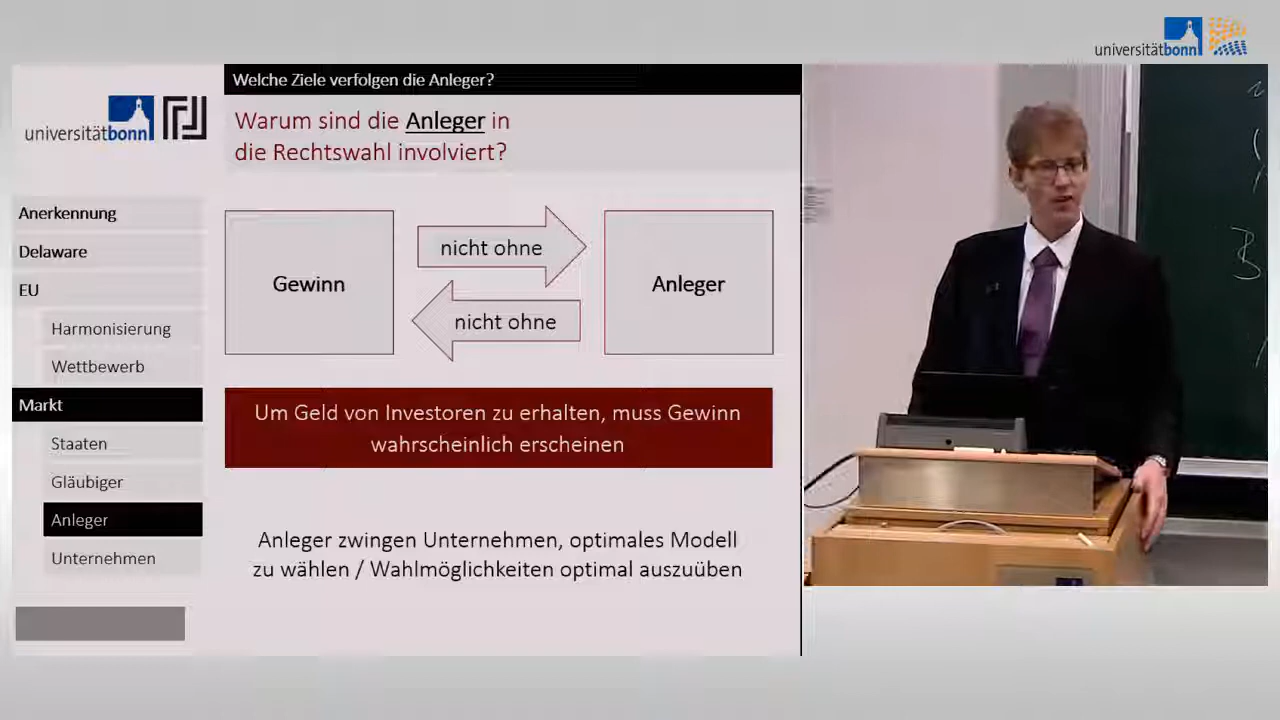 universitätbonn
Welche Ziele verfolgen die Anleger?
universitätbonn
Warum sind die Anleger in
die Rechtswahl involviert?
Anerkennung
Delaware
EU
Harmonisierung
Wettbewerb
Markt
Staaten
Gläubiger
Anleger
Unternehmen
Gewinn
nicht ohne
nicht ohne
Anleger
Um Geld von Investoren zu erhalten, muss Gewinn
wahrscheinlich erscheinen
Anleger zwingen Unternehmen, optimales Modell
zu wählen / Wahlmöglichkeiten optimal auszuüben
B